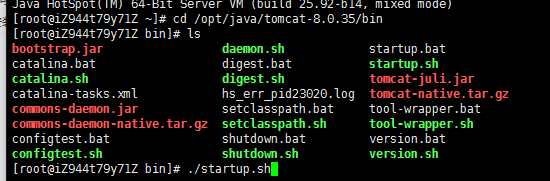 Java HotSpot(TM) 64-Bit Server VM (build 25.92-b14, mixed mode)
[root@iZ944t79y71Z ~]# cd /opt/java/tomcat-8.0.35/bin
[root@iZ944t79y71Z bin]# ls
bootstrap.jar daemon.sh startup.bat
catalina.bat digest.bat startup.sh
catalina.sh digest.sh tomcat-juli.jar
catalina-tasks.xml hs_err_pid23020.log tomcat-native.tar.gz
commons-daemon.jar setclasspath.bat tool-wrapper.bat
commons-daemon-native.tar.gz setclasspath.sh tool-wrapper.sh
configtest.bat shutdown.bat version.bat
configtest.sh shutdown.sh version.sh
[root@iZ944t79y71Z bin]# ./startup.sh